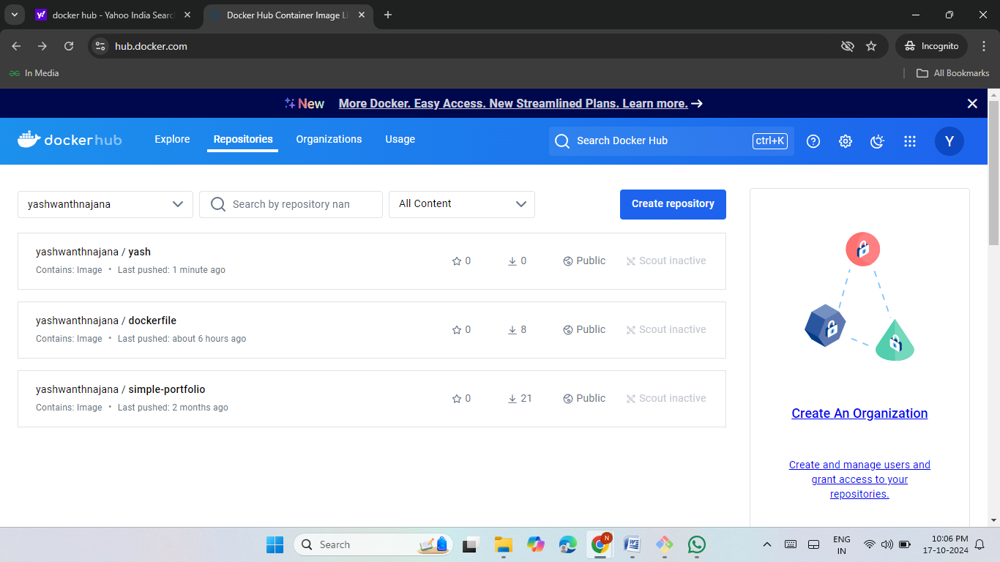 docker hub - Yahoo India Searc
Docker Hub Container Image Li
hub.docker.com
Incognito
In Media
All Bookmarks
New More Docker. Easy Access. New Streamlined Plans. Learn more.
dockerhub
Explore
Repositories
Organizations
Usage
Search Docker Hub
ctrl+K
Y
yashwanthnajana
Search by repository nan
All Content
Create repository
yashwanthnajana / yash
Contains: Image • Last pushed: 1 minute ago
0
0
Public
Scout inactive
yashwanthnajana / dockerfile
Contains: Image • Last pushed: about 6 hours ago
0
8
Public
Scout inactive
yashwanthnajana / simple-portfolio
Contains: Image • Last pushed: 2 months ago
0
21
Public
Scout inactive
Create An Organization
Create and manage users and
grant access to your
repositories.
Search
N
ENG
IN
10:06 PM
17-10-2024